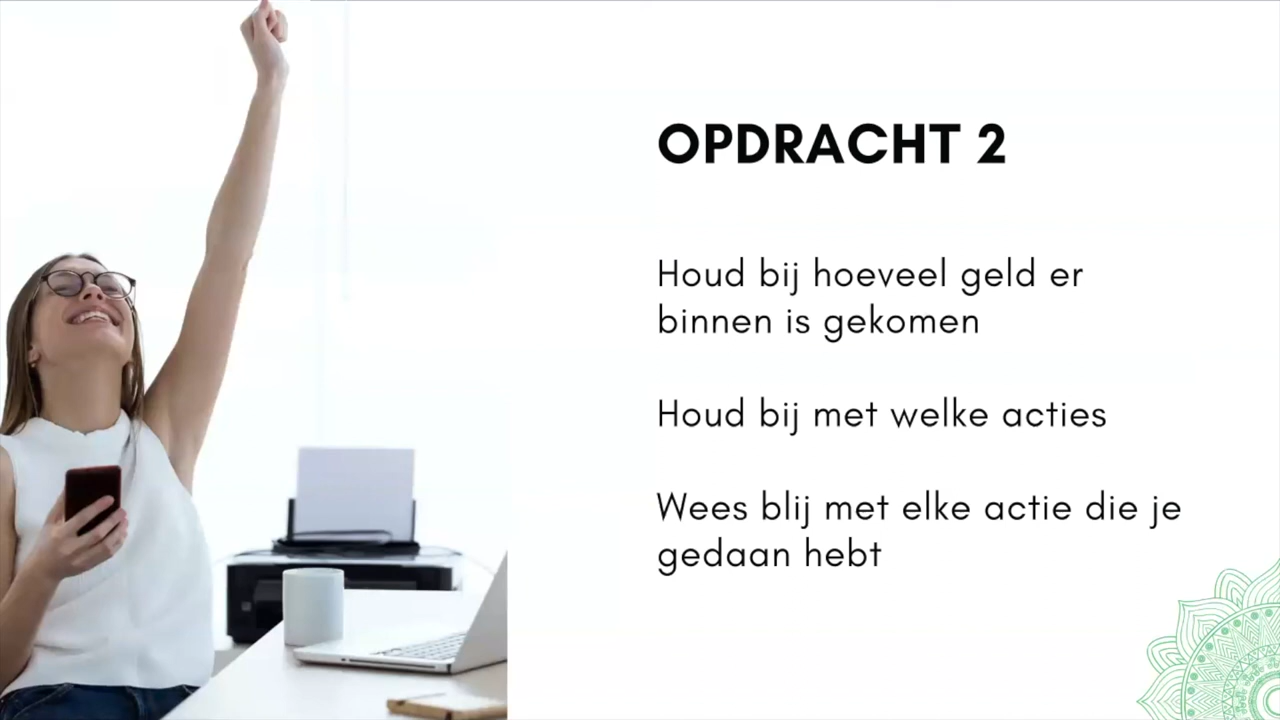 OPDRACHT 2
Houd bij hoeveel geld er
binnen is gekomen
Houd bij met welke acties
Wees blij met elke actie die je
gedaan hebt